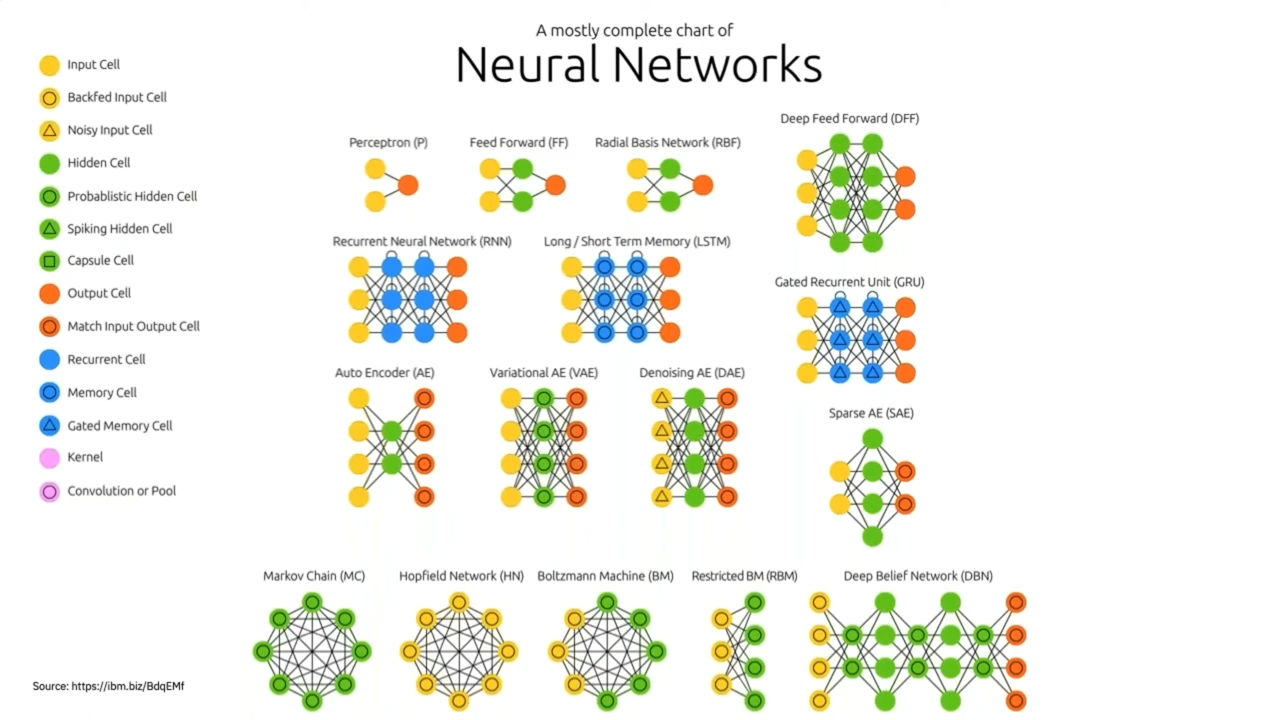 A mostly complete chart of
Neural Networks
Input Cell
Backfed Input Cell
Noisy Input Cell
Hidden Cell
Probablistic Hidden Cell
Spiking Hidden Cell
Capsule Cell
Output Cell
Match Input Output Cell
Recurrent Cell
Memory Cell
Gated Memory Cell
Kernel
Convolution or Pool
Perceptron (P)
Feed Forward (FF)
Radial Basis Network (RBF)
Deep Feed Forward (DFF)
Recurrent Neural Network (RNN)
Long / Short Term Memory (LSTM)
Gated Recurrent Unit (GRU)
Auto Encoder (AE)
Variational AE (VAE)
Denoising AE (DAE)
Sparse AE (SAE)
Markov Chain (MC)
Hopfield Network (HN)
Boltzmann Machine (BM)
Restricted BM (RBM)
Deep Belief Network (DBN)
Source: https://ibm.biz/BdqEMf